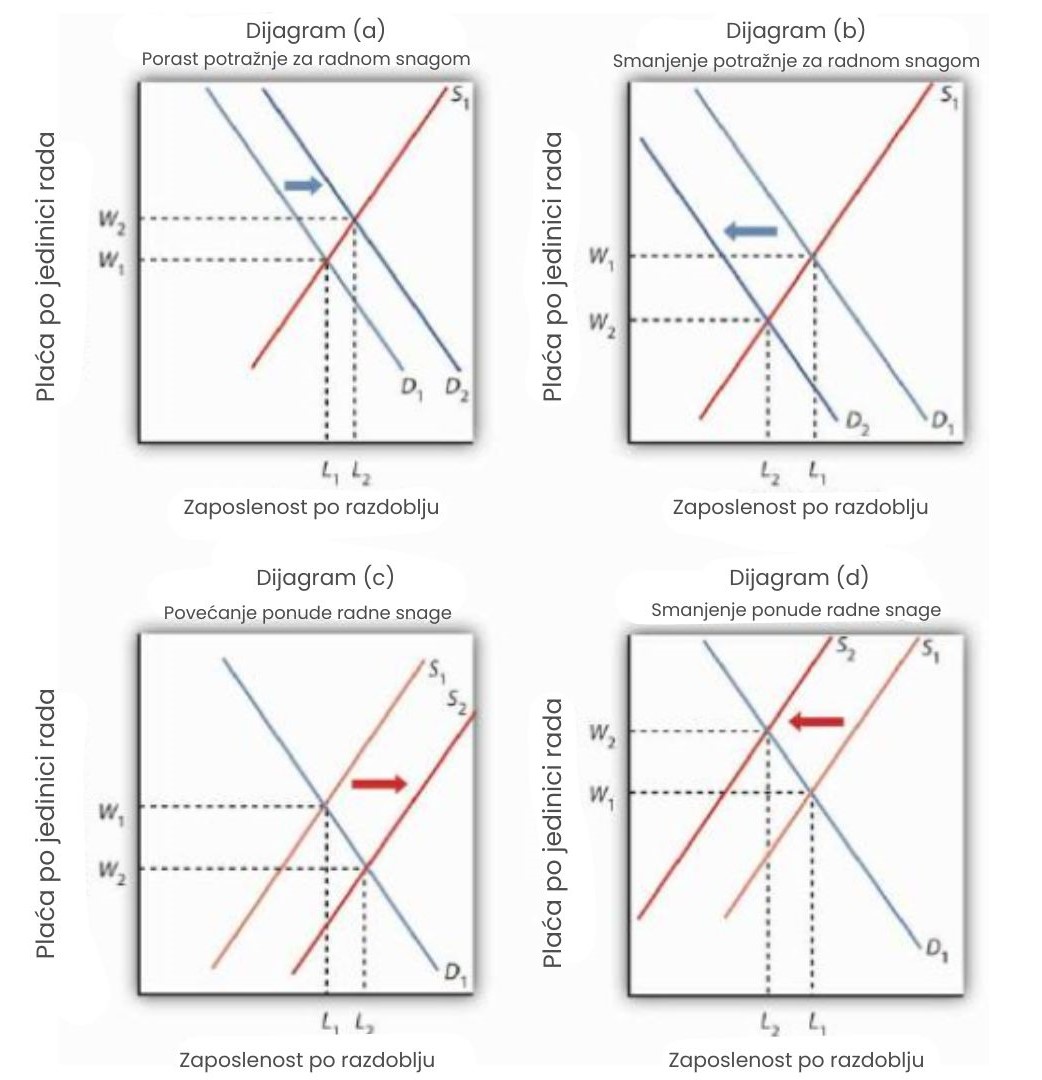 Dijagram (a)
Porast potražnje za radnom snagom
Plaća po jedinici rada
S1
W2
W1
D1 D2
L1 L2
Zaposlenost po razdoblju
Dijagram (b)
Smanjenje potražnje za radnom snagom
Plaća po jedinici rada
S1
W1
W2
D2 D1
L2 L1
Zaposlenost po razdoblju
Dijagram (c)
Povećanje ponude radne snage
Plaća po jedinici rada
S1
S2
W1
W2
D1
L1 L2
Zaposlenost po razdoblju
Dijagram (d)
Smanjenje ponude radne snage
Plaća po jedinici rada
S2 S1
W2
W1
D1
L2 L1
Zaposlenost po razdoblju